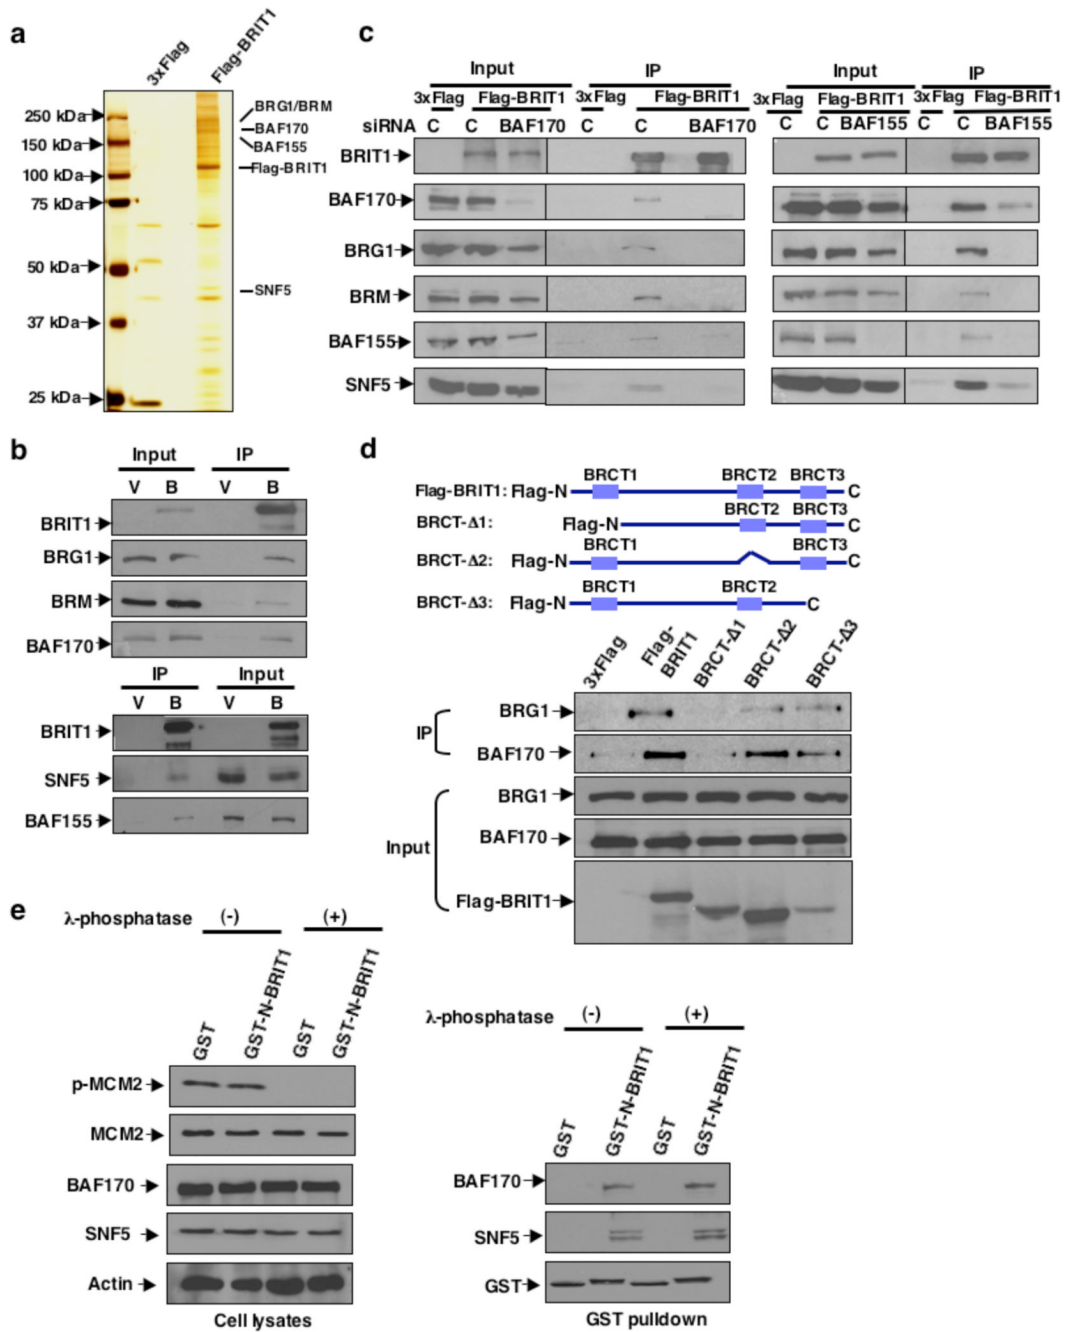 a
3xFlag
Flag-BRIT1
250 kDa
150 kDa
100 kDa
75 kDa
50 kDa
37 kDa
25 kDa
BRG1/BRM
BAF170
BAF155
Flag-BRIT1
SNF5
c
Input IP
3xFlag Flag-BRIT1 3xFlag Flag-BRIT1
siRNA C C BAF170 C C BAF170
BRIT1
BAF170
BRG1
BRM
BAF155
SNF5
Input IP
3xFlag Flag-BRIT1 3xFlag Flag-BRIT1
C C BAF155 C C BAF155
b
Input IP
V B V B
BRIT1
BRG1
BRM
BAF170
IP Input
V B V B
BRIT1
SNF5
BAF155
d
BRCT1 BRCT2 BRCT3
Flag-BRIT1: Flag-N C
BRCT2 BRCT3
BRCT-Δ1: Flag-N C
BRCT1 BRCT3
BRCT-Δ2: Flag-N C
BRCT1 BRCT2
BRCT-Δ3: Flag-N C
3xFlag
Flag-BRIT1
BRCT-Δ1
BRCT-Δ2
BRCT-Δ3
IP
BRG1
BAF170
Input
BRG1
BAF170
Flag-BRIT1
e
λ-phosphatase (-) (+)
GST
GST-N-BRIT1
GST
GST-N-BRIT1
p-MCM2
MCM2
BAF170
SNF5
Actin
Cell lysates
λ-phosphatase (-) (+)
GST
GST-N-BRIT1
GST
GST-N-BRIT1
BAF170
SNF5
GST
GST pulldown